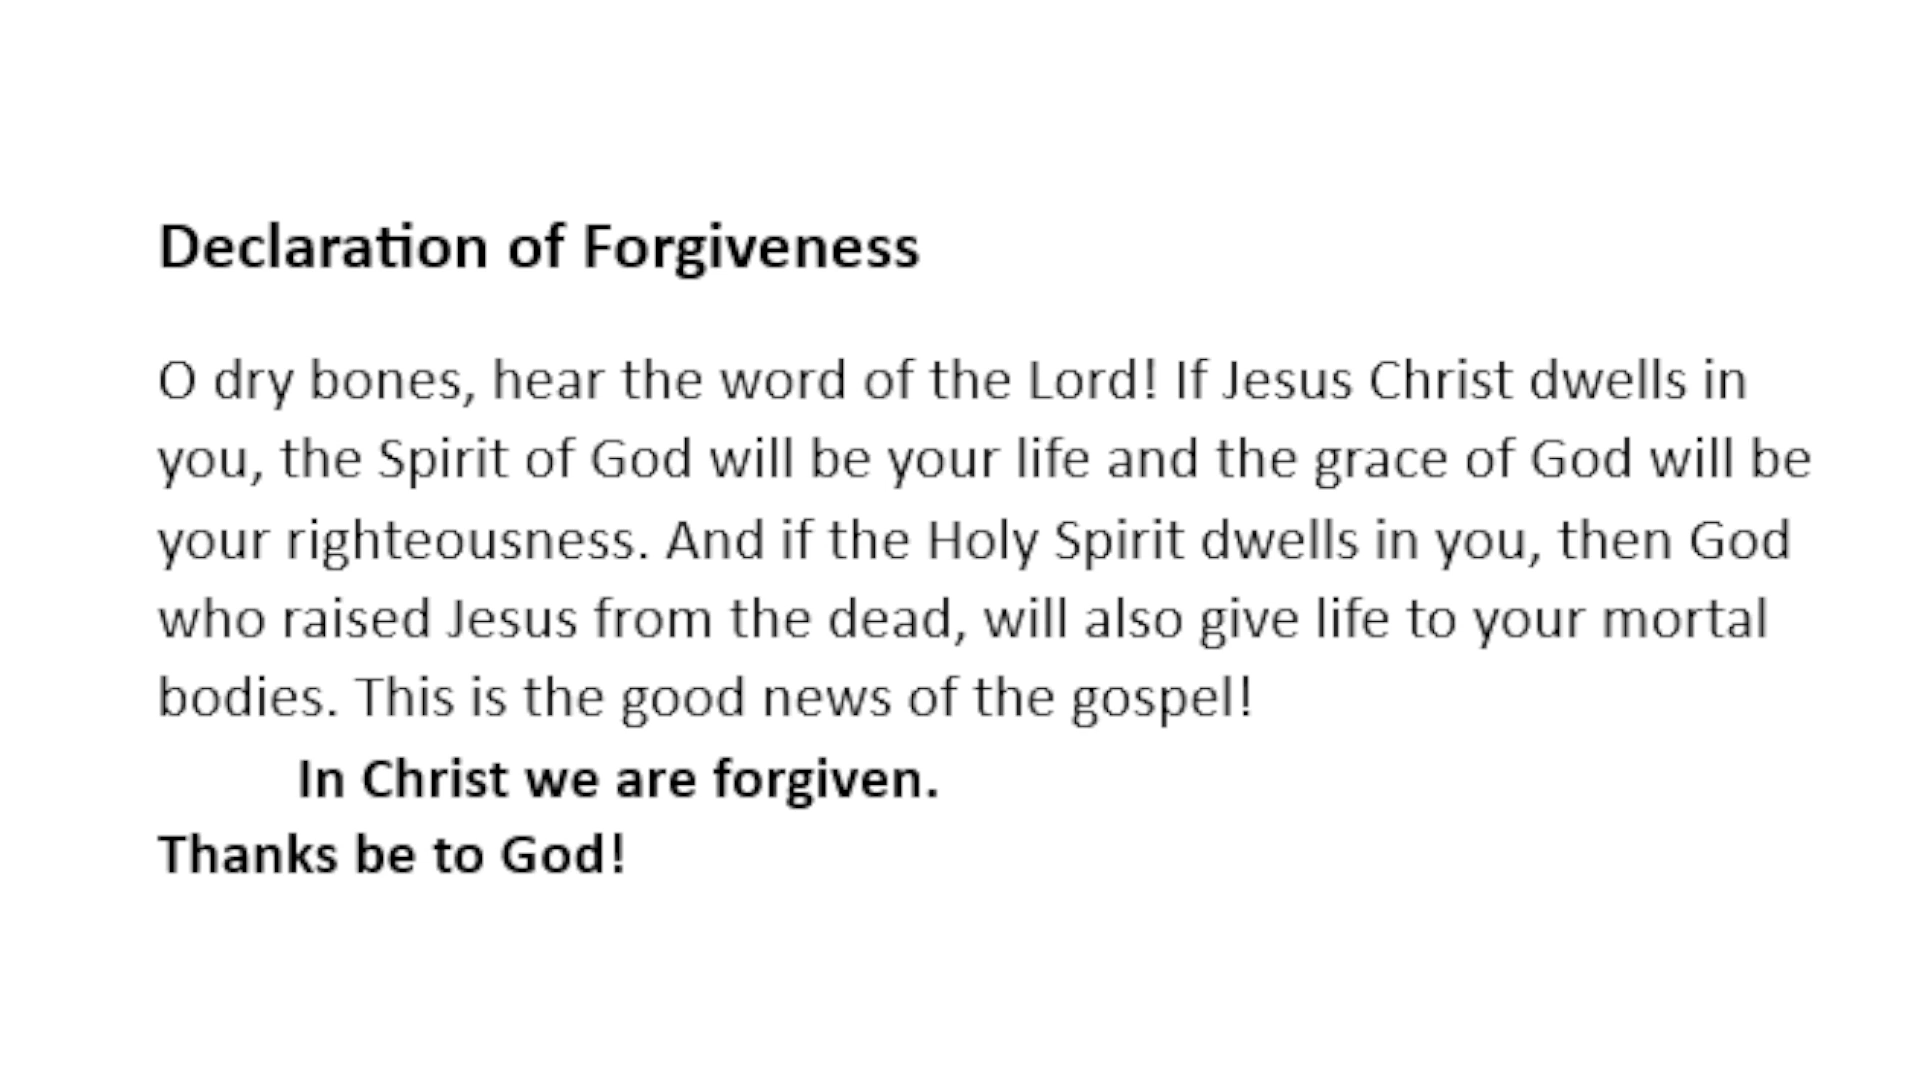 Declaration of Forgiveness
O dry bones, hear the word of the Lord! If Jesus Christ dwells in
you, the Spirit of God will be your life and the grace of God will be
your righteousness. And if the Holy Spirit dwells in you, then God
who raised Jesus from the dead, will also give life to your mortal
bodies. This is the good news of the gospel!
In Christ we are forgiven.
Thanks be to God!